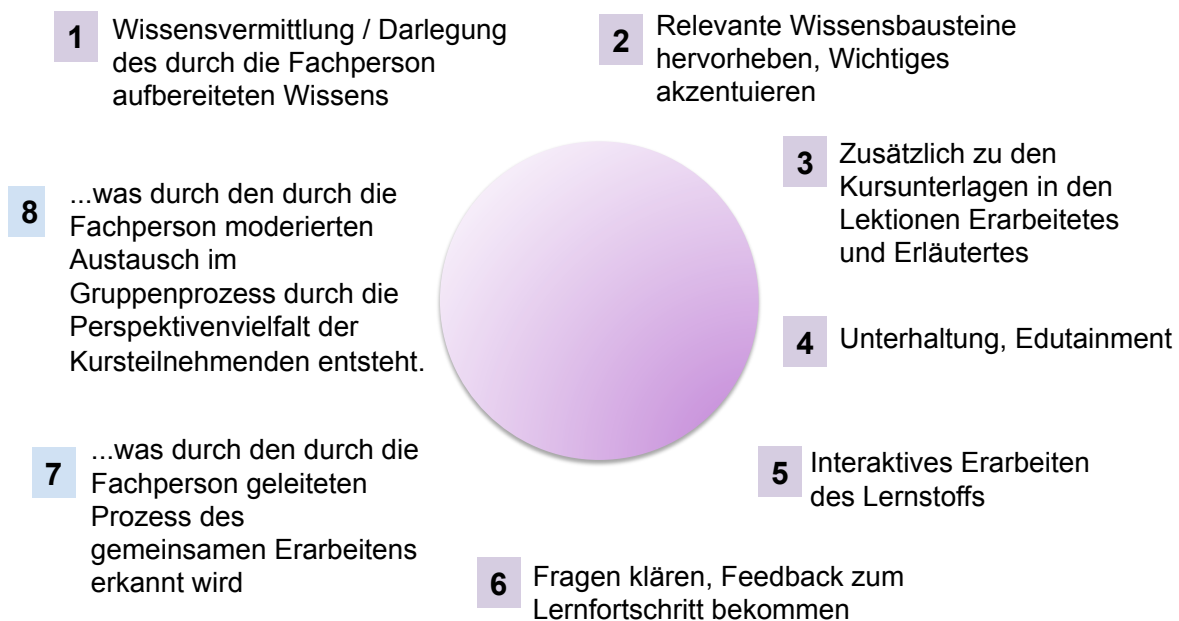 1 Wissensvermittlung / Darlegung
des durch die Fachperson
aufbereiteten Wissens
2 Relevante Wissensbausteine
hervorheben, Wichtiges
akzentuieren
3 Zusätzlich zu den
Kursunterlagen in den
Lektionen Erarbeitetes
und Erläutertes
4 Unterhaltung, Edutainment
5 Interaktives Erarbeiten
des Lernstoffs
6 Fragen klären, Feedback zum
Lernfortschritt bekommen
7 ...was durch den durch die
Fachperson geleiteten
Prozess des
gemeinsamen Erarbeitens
erkannt wird
8 ...was durch den durch die
Fachperson moderierten
Austausch im
Gruppenprozess durch die
Perspektivenvielfalt der
Kursteilnehmenden entsteht.